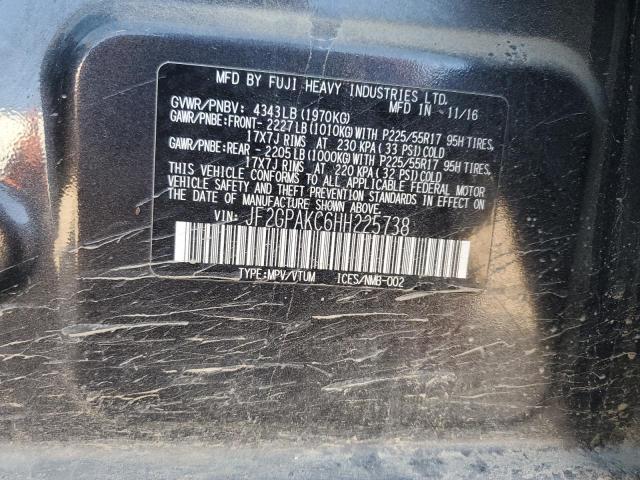 MFD BY FUJI HEAVY INDUSTRIES LTD.
GVWR/PNBV: 4343LB (1970KG) MFD IN -11/16
GAWR/PNBE:FRONT-2227LB (1010KG) WITH P225/55R17 95H TIRES,
17X7J RIMS AT 230 KPA (33 PSI) COLD
GAWR/PNBE:REAR -2205LB (1000KG) WITH P225/55R17 95H TIRES,
17X7J RIMS, AT 220 KPA (32 PSI) COLD
THIS VEHICLE CONFORMS TO ALL APPLICABLE FEDERAL MOTOR
VEHICLE SAFETY AND THEFT PREVENTION STANDARDS IN EFFECT ON
THE DATE OF MANUFACTURE SHOWN ABOVE.
VIN: JF2GPAKC6HH225738
TYPE:MPV/VTUM ICES/NMB-002